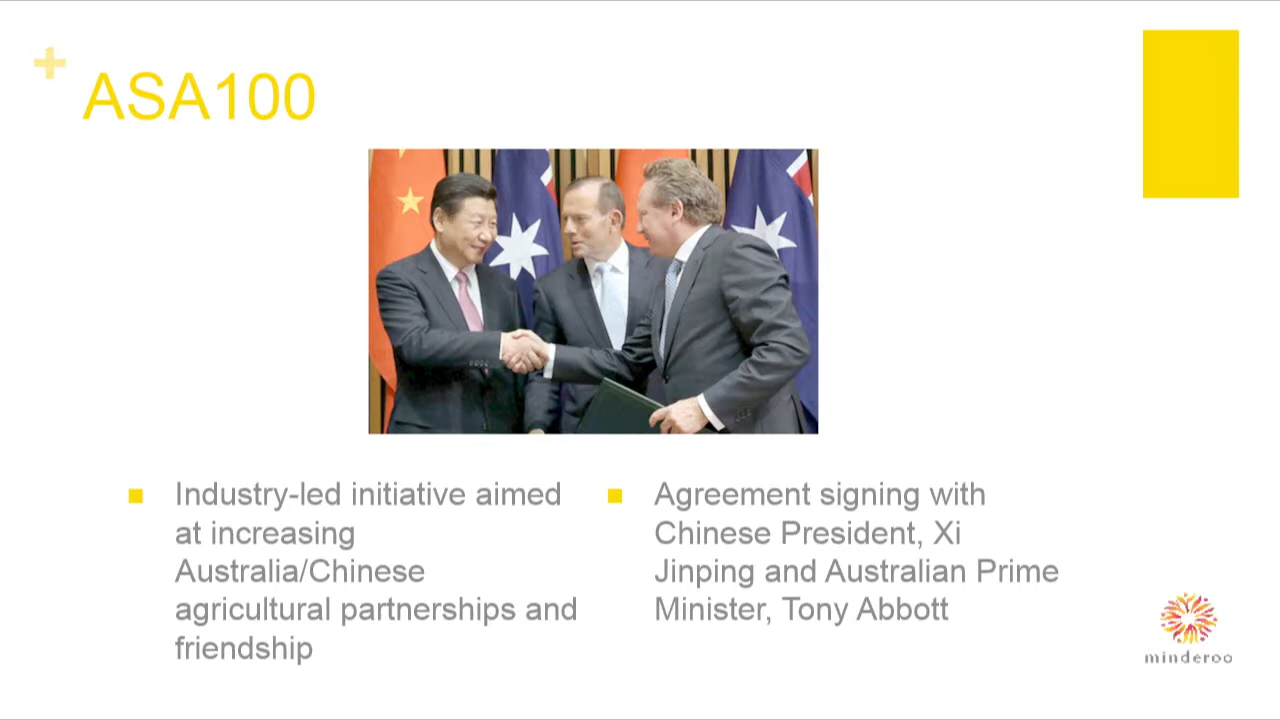 +
ASA100
Industry-led initiative aimed
at increasing
Australia/Chinese
agricultural partnerships and
friendship
Agreement signing with
Chinese President, Xi
Jinping and Australian Prime
Minister, Tony Abbott
minderoo